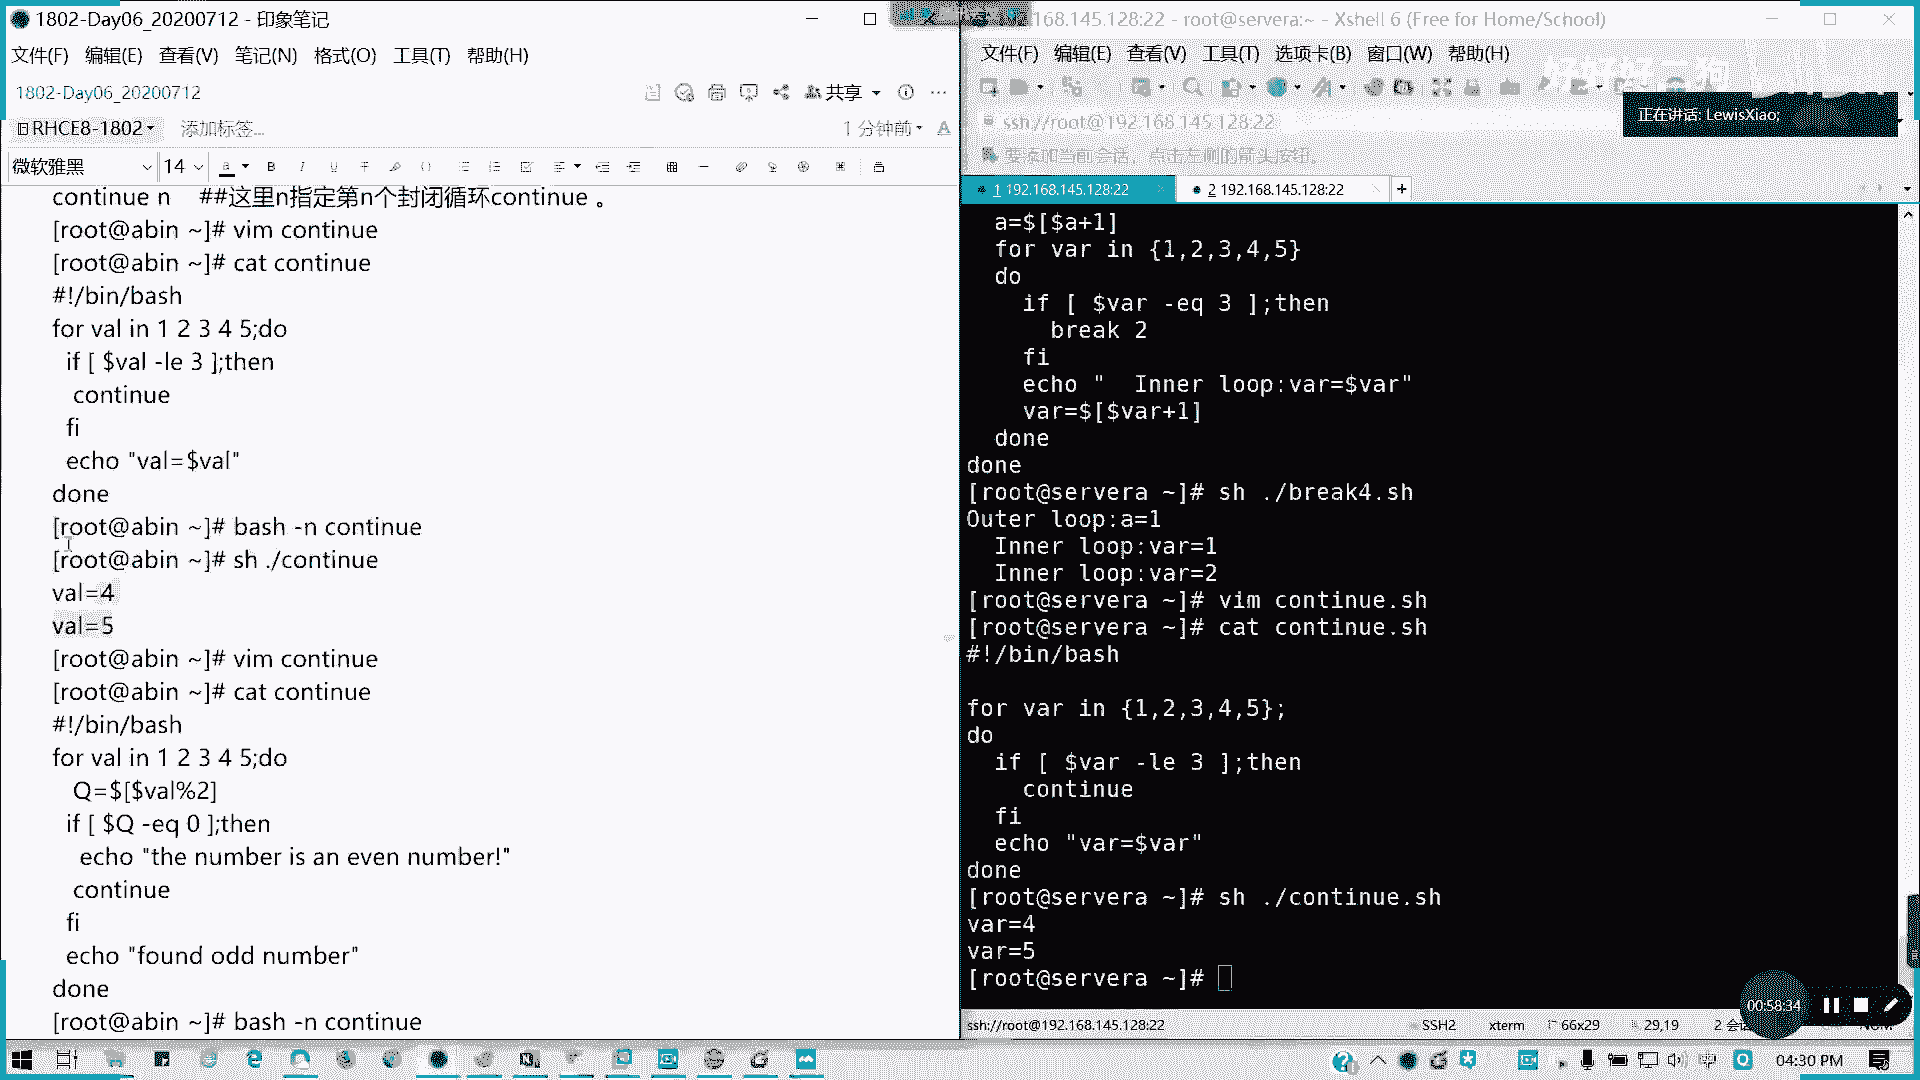 1802-Day06_20200712 - 印象笔记
文件(F) 编辑(E) 查看(V) 笔记(N) 格式(O) 工具(T) 帮助(H)
1802-Day06_20200712
共享
RHCE8-1802
添加标签...
1 分钟前
微软雅黑 14
continue n ##这里n指定第n个封闭循环continue 。
[root@abin ~]# vim continue
[root@abin ~]# cat continue
#!/bin/bash
for val in 1 2 3 4 5;do
if [ $val -le 3 ];then
continue
fi
echo "val=$val"
done
[root@abin ~]# bash -n continue
[root@abin ~]# sh ./continue
val=4
val=5
[root@abin ~]# vim continue
[root@abin ~]# cat continue
#!/bin/bash
for val in 1 2 3 4 5;do
Q=$[$val%2]
if [ $Q -eq 0 ];then
echo "the number is an even number!"
continue
fi
echo "found odd number"
done
[root@abin ~]# bash -n continue
168.145.128:22 - root@servera:~ - Xshell 6 (Free for Home/School)
文件(F) 编辑(E) 查看(V) 工具(T) 选项卡(B) 窗口(W) 帮助(H)
ssh://root@192.168.145.128:22
正在讲话: LewisXiao;
要添加当前会话，点击左侧的箭头按钮。
1 192.168.145.128:22
2 192.168.145.128:22
a=$[$a+1]
for var in {1,2,3,4,5}
do
if [ $var -eq 3 ];then
break 2
fi
echo "  Inner loop:var=$var"
var=$[$var+1]
done
done
[root@servera ~]# sh ./break4.sh
Outer loop:a=1
Inner loop:var=1
Inner loop:var=2
[root@servera ~]# vim continue.sh
[root@servera ~]# cat continue.sh
#!/bin/bash
for var in {1,2,3,4,5};
do
if [ $var -le 3 ];then
continue
fi
echo "var=$var"
done
[root@servera ~]# sh ./continue.sh
var=4
var=5
[root@servera ~]#
00:58:34
ssh://root@192.168.145.128:22 SSH2 xterm 66x29 29,19
04:30 PM